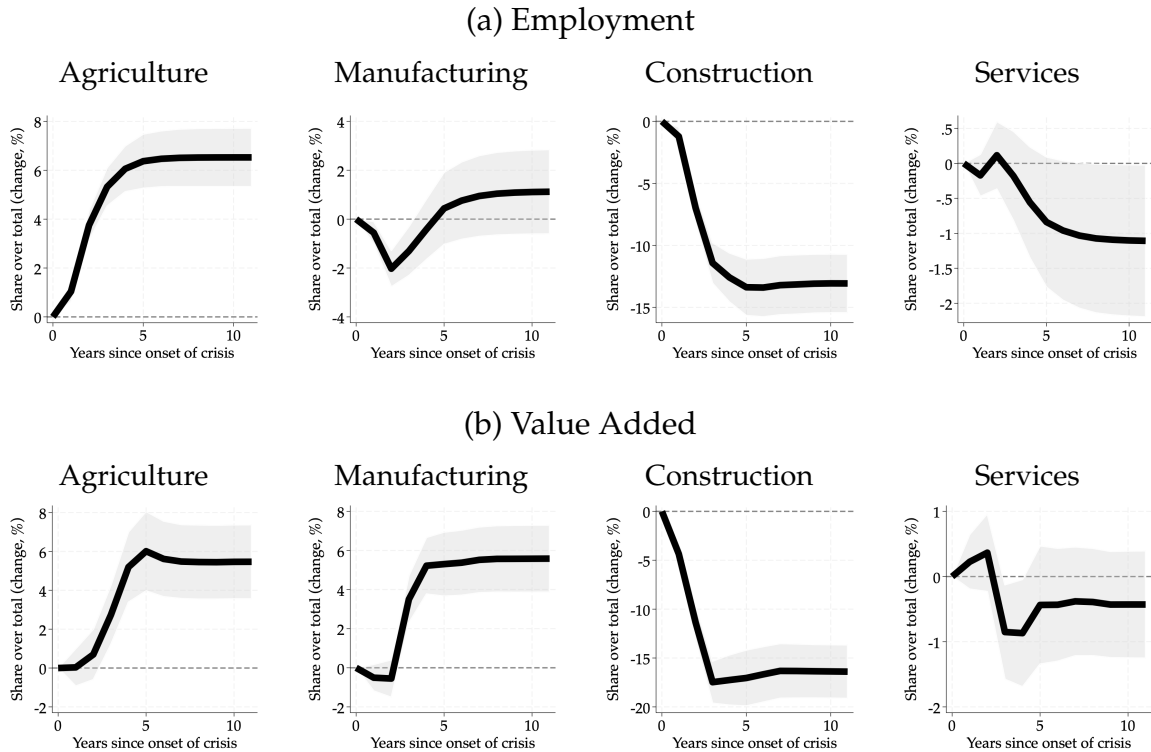 (a) Employment
Agriculture
Share over total (change, %)
8
6
4
2
0
0 5 10
Years since onset of crisis
Manufacturing
Share over total (change, %)
4
2
0
-2
-4
0 5 10
Years since onset of crisis
Construction
Share over total (change, %)
0
-5
-10
-15
0 5 10
Years since onset of crisis
Services
Share over total (change, %)
.5
0
-.5
-1
-1.5
-2
0 5 10
Years since onset of crisis
(b) Value Added
Agriculture
Share over total (change, %)
8
6
4
2
0
-2
0 5 10
Years since onset of crisis
Manufacturing
Share over total (change, %)
8
6
4
2
0
-2
0 5 10
Years since onset of crisis
Construction
Share over total (change, %)
0
-5
-10
-15
-20
0 5 10
Years since onset of crisis
Services
Share over total (change, %)
1
0
-1
-2
0 5 10
Years since onset of crisis